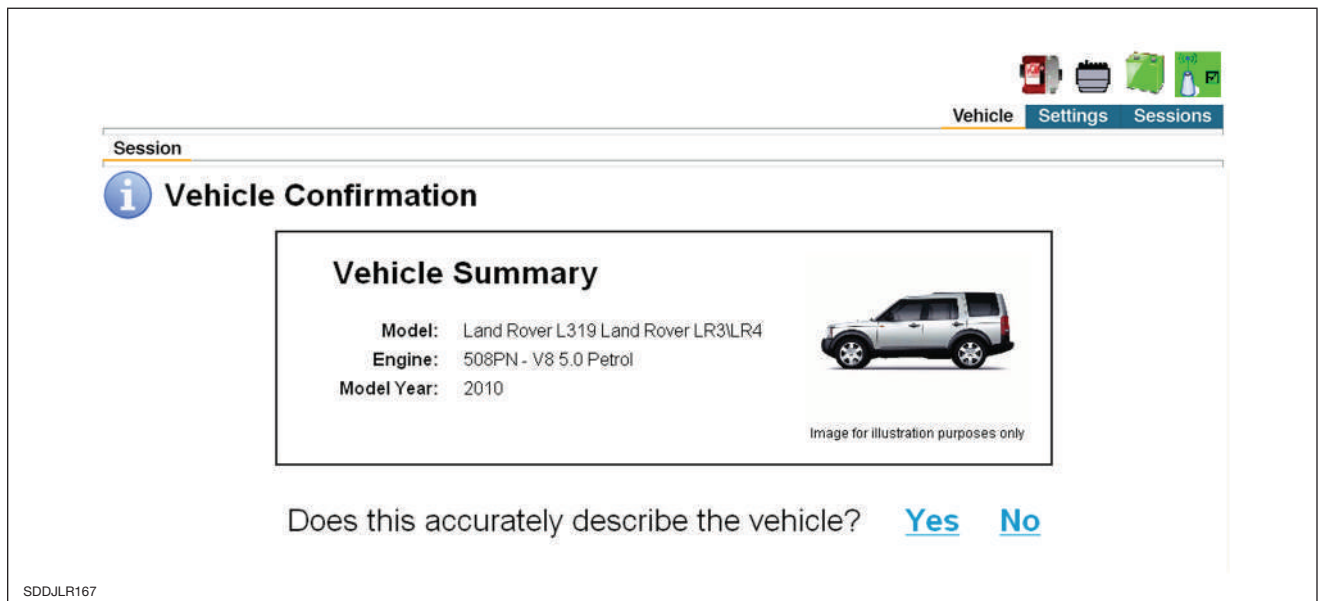 Vehicle Settings Sessions
Session
Vehicle Confirmation
Vehicle Summary
Model: Land Rover L319 Land Rover LR3\LR4
Engine: 508PN - V8 5.0 Petrol
Model Year: 2010
Image for illustration purposes only
Does this accurately describe the vehicle? Yes No
SDDJLR167